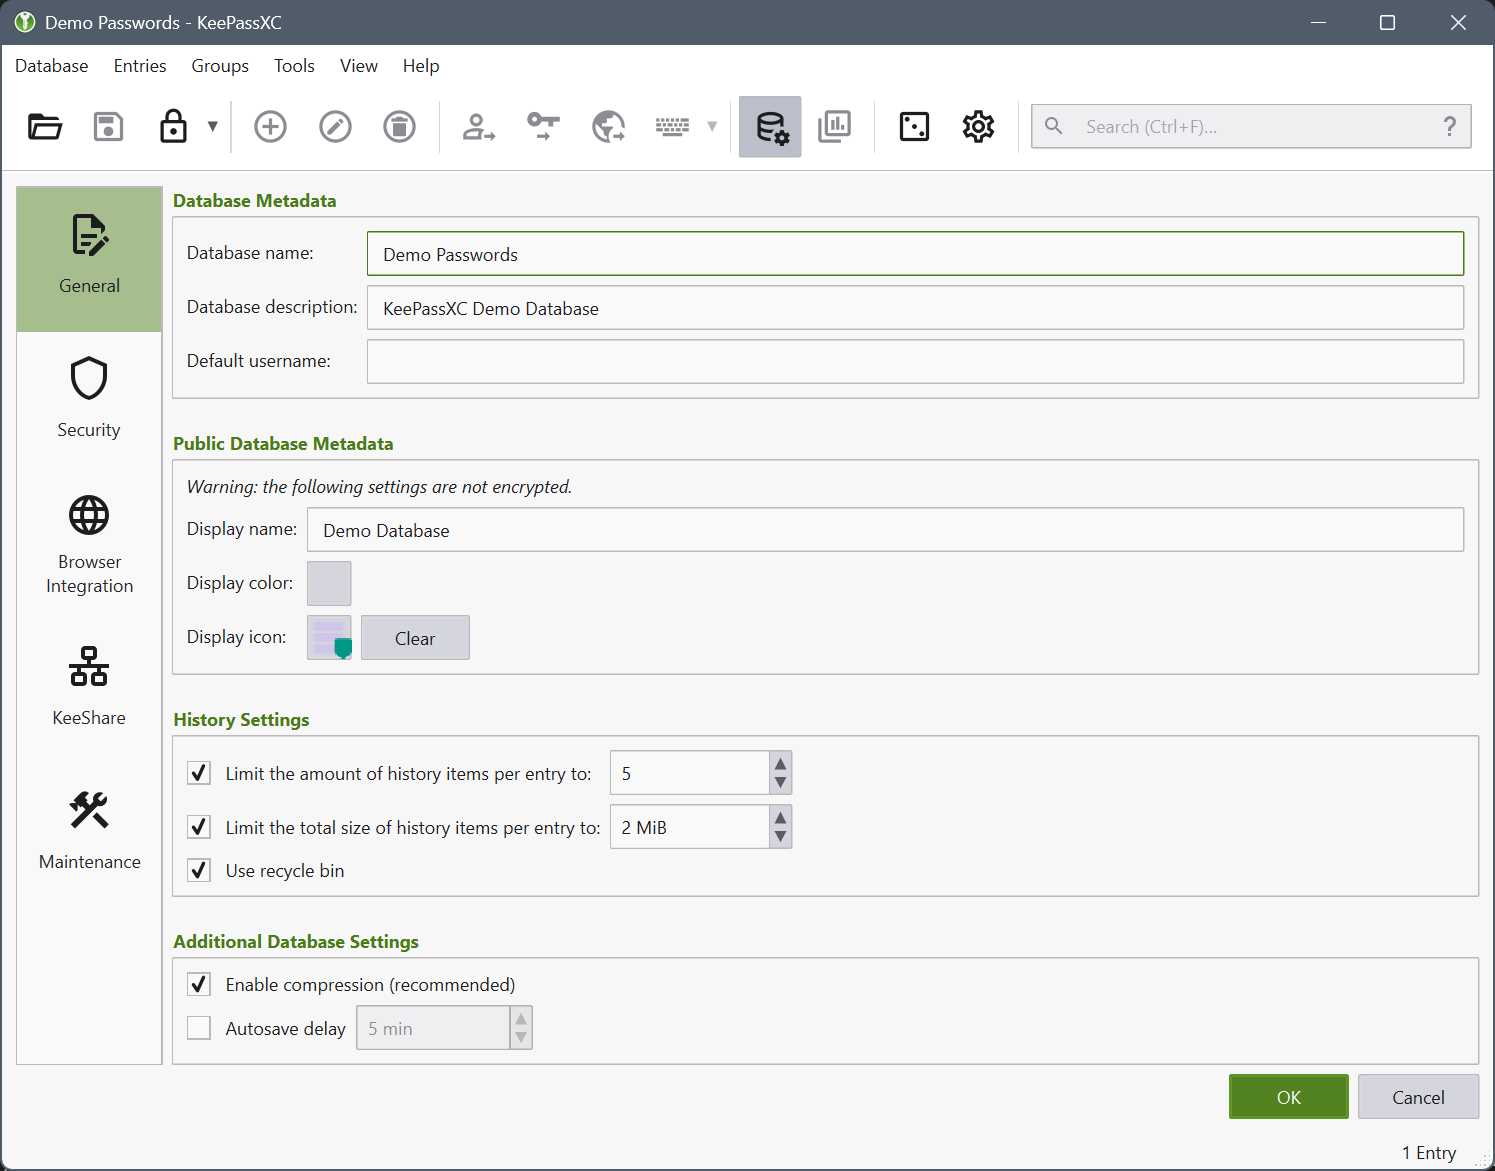 Demo Passwords - KeePassXC
Database Entries Groups Tools View Help
Search (Ctrl+F)... ?
General
Security
Browser
Integration
KeeShare
Maintenance
Database Metadata
Database name: Demo Passwords
Database description: KeePassXC Demo Database
Default username:
Public Database Metadata
Warning: the following settings are not encrypted.
Display name: Demo Database
Display color:
Display icon: Clear
History Settings
Limit the amount of history items per entry to: 5
Limit the total size of history items per entry to: 2 MiB
Use recycle bin
Additional Database Settings
Enable compression (recommended)
Autosave delay 5 min
OK Cancel
1 Entry